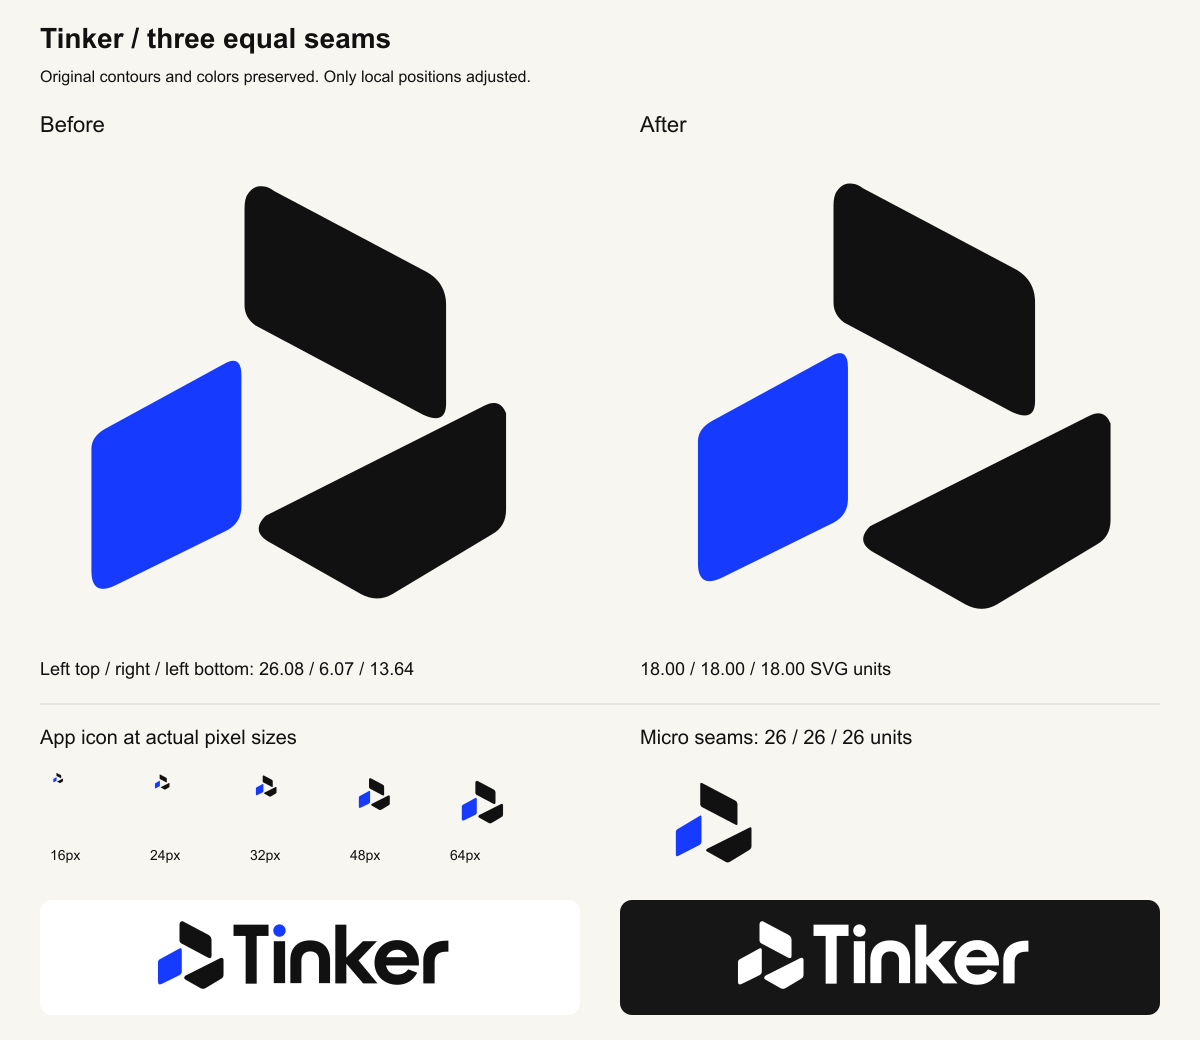 Tinker / three equal seams
Original contours and colors preserved. Only local positions adjusted.
Before
After
Left top / right / left bottom: 26.08 / 6.07 / 13.64
18.00 / 18.00 / 18.00 SVG units
App icon at actual pixel sizes
Micro seams: 26 / 26 / 26 units
16px
24px
32px
48px
64px
Tinker
Tinker